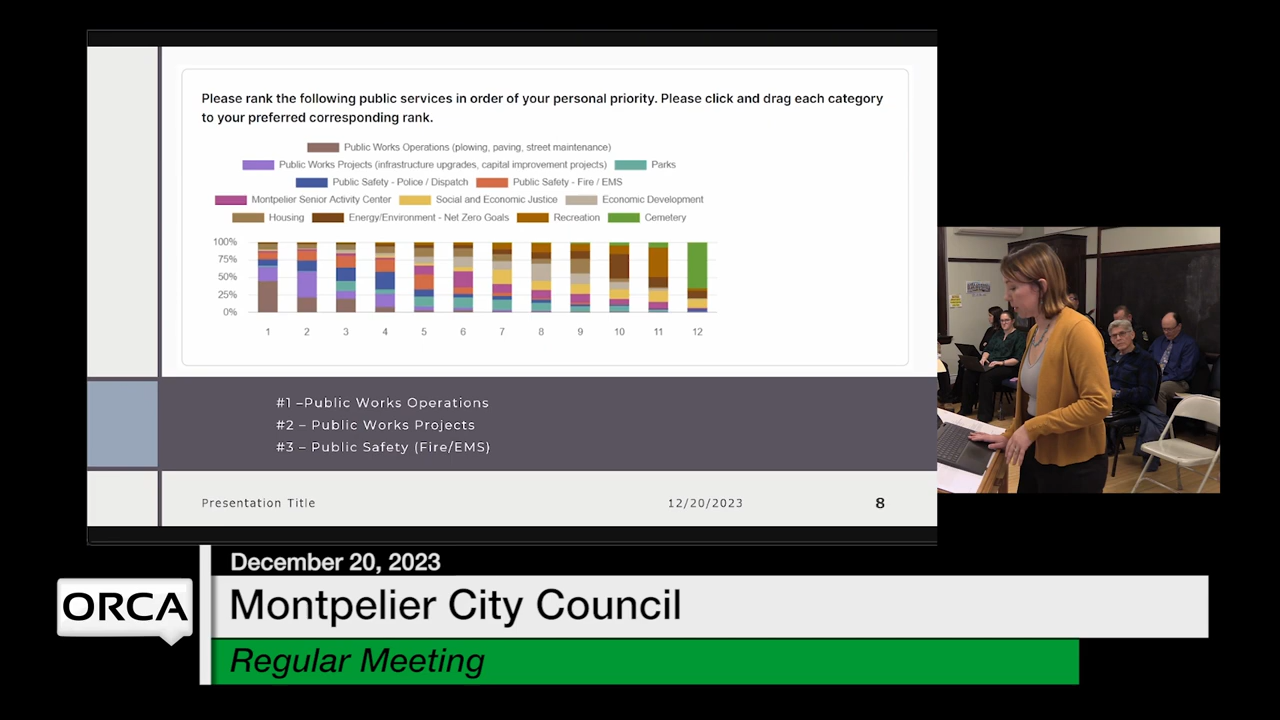 Please rank the following public services in order of your personal priority. Please click and drag each category
to your preferred corresponding rank.
Public Works Operations (plowing, paving, street maintenance)
Public Works Projects (infrastructure upgrades, capital improvement projects) Parks
Public Safety - Police / Dispatch Public Safety - Fire / EMS
Montpelier Senior Activity Center Social and Economic Justice Economic Development
Housing Energy/Environment - Net Zero Goals Recreation Cemetery
100%
75%
50%
25%
0%
1 2 3 4 5 6 7 8 9 10 11 12
#1 –Public Works Operations
#2 – Public Works Projects
#3 – Public Safety (Fire/EMS)
Presentation Title 12/20/2023 8
December 20, 2023
ORCA
Montpelier City Council
Regular Meeting